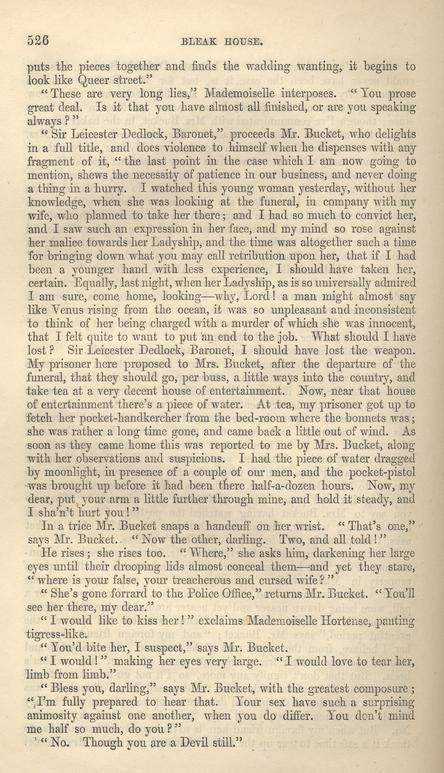 526
BLEAK HOUSE.
puts the pieces together and finds the wadding wanting, it begins to
look like Queer street."
"These are very long lies," Mademoiselle interposes. "You prose
great deal. Is it that you have almost all finished, or are you speaking
always?"
"Sir Leicester Dedlock, Baronet," proceeds Mr. Bucket, who delights
in a full title, and does violence to himself when he dispenses with any
fragment of it, "the last point in the case which I am now going to
mention, shews the necessity of patience in our business, and never doing
a thing in a hurry. I watched this young woman yesterday, without her
knowledge, when she was looking at the funeral, in company with my
wife, who planned to take her there; and I had so much to convict her,
and I saw such an expression in her face, and my mind so rose against
her malice towards her Ladyship, and the time was altogether such a time
for bringing down what you may call retribution upon her, that if I had
been a younger hand with less experience, I should have taken her,
certain. Equally, last night, when her Ladyship, as is so universally admired
I am sure, come home, looking—why, Lord! a man might almost say
like Venus rising from the ocean, it was so unpleasant and inconsistent
to think of her being charged with a murder of which she was innocent,
that I felt quite to want to put an end to the job. What should I have
lost? Sir Leicester Dedlock, Baronet, I should have lost the weapon.
My prisoner here proposed to Mrs. Bucket, after the departure of the
funeral, that they should go, per buss, a little ways into the country, and
take tea at a very decent house of entertainment. Now, near that house
of entertainment there's a piece of water. At tea, my prisoner got up to
fetch her pocket-handkercher from the bed-room where the bonnets was;
she was rather a long time gone, and came back a little out of wind. As
soon as they came home this was reported to me by Mrs. Bucket, along
with her observations and suspicions. I had the piece of water dragged
by moonlight, in presence of a couple of our men, and the pocket-pistol
was brought up before it had been there half-a-dozen hours. Now, my
dear, put your arm a little further through mine, and hold it steady, and
I sha'n't hurt you!"
In a trice Mr. Bucket snaps a handcuff on her wrist. "That's one,"
says Mr. Bucket. "Now the other, darling. Two, and all told!"
He rises; she rises too. "Where," she asks him, darkening her large
eyes until their drooping lids almost conceal them—and yet they stare,
"where is your false, your treacherous and cursed wife?"
"She's gone forrard to the Police Office," returns Mr. Bucket. "You'll
see her there, my dear."
"I would like to kiss her!" exclaims Mademoiselle Hortense, panting
tigress-like.
"You'd bite her, I suspect," says Mr. Bucket.
"I would!" making her eyes very large. "I would love to tear her,
limb from limb."
"Bless you, darling," says Mr. Bucket, with the greatest composure;
"I'm fully prepared to hear that. Your sex have such a surprising
animosity against one another, when you do differ. You don't mind
me half so much, do you?"
"No. Though you are a Devil still."